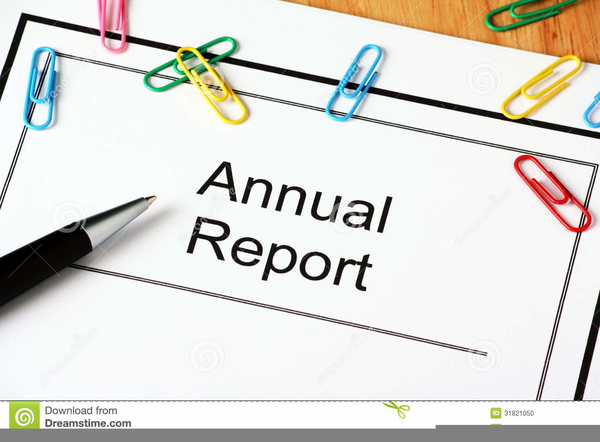 Annual
Report
Download from
Dreamstime.com
ID 31821050